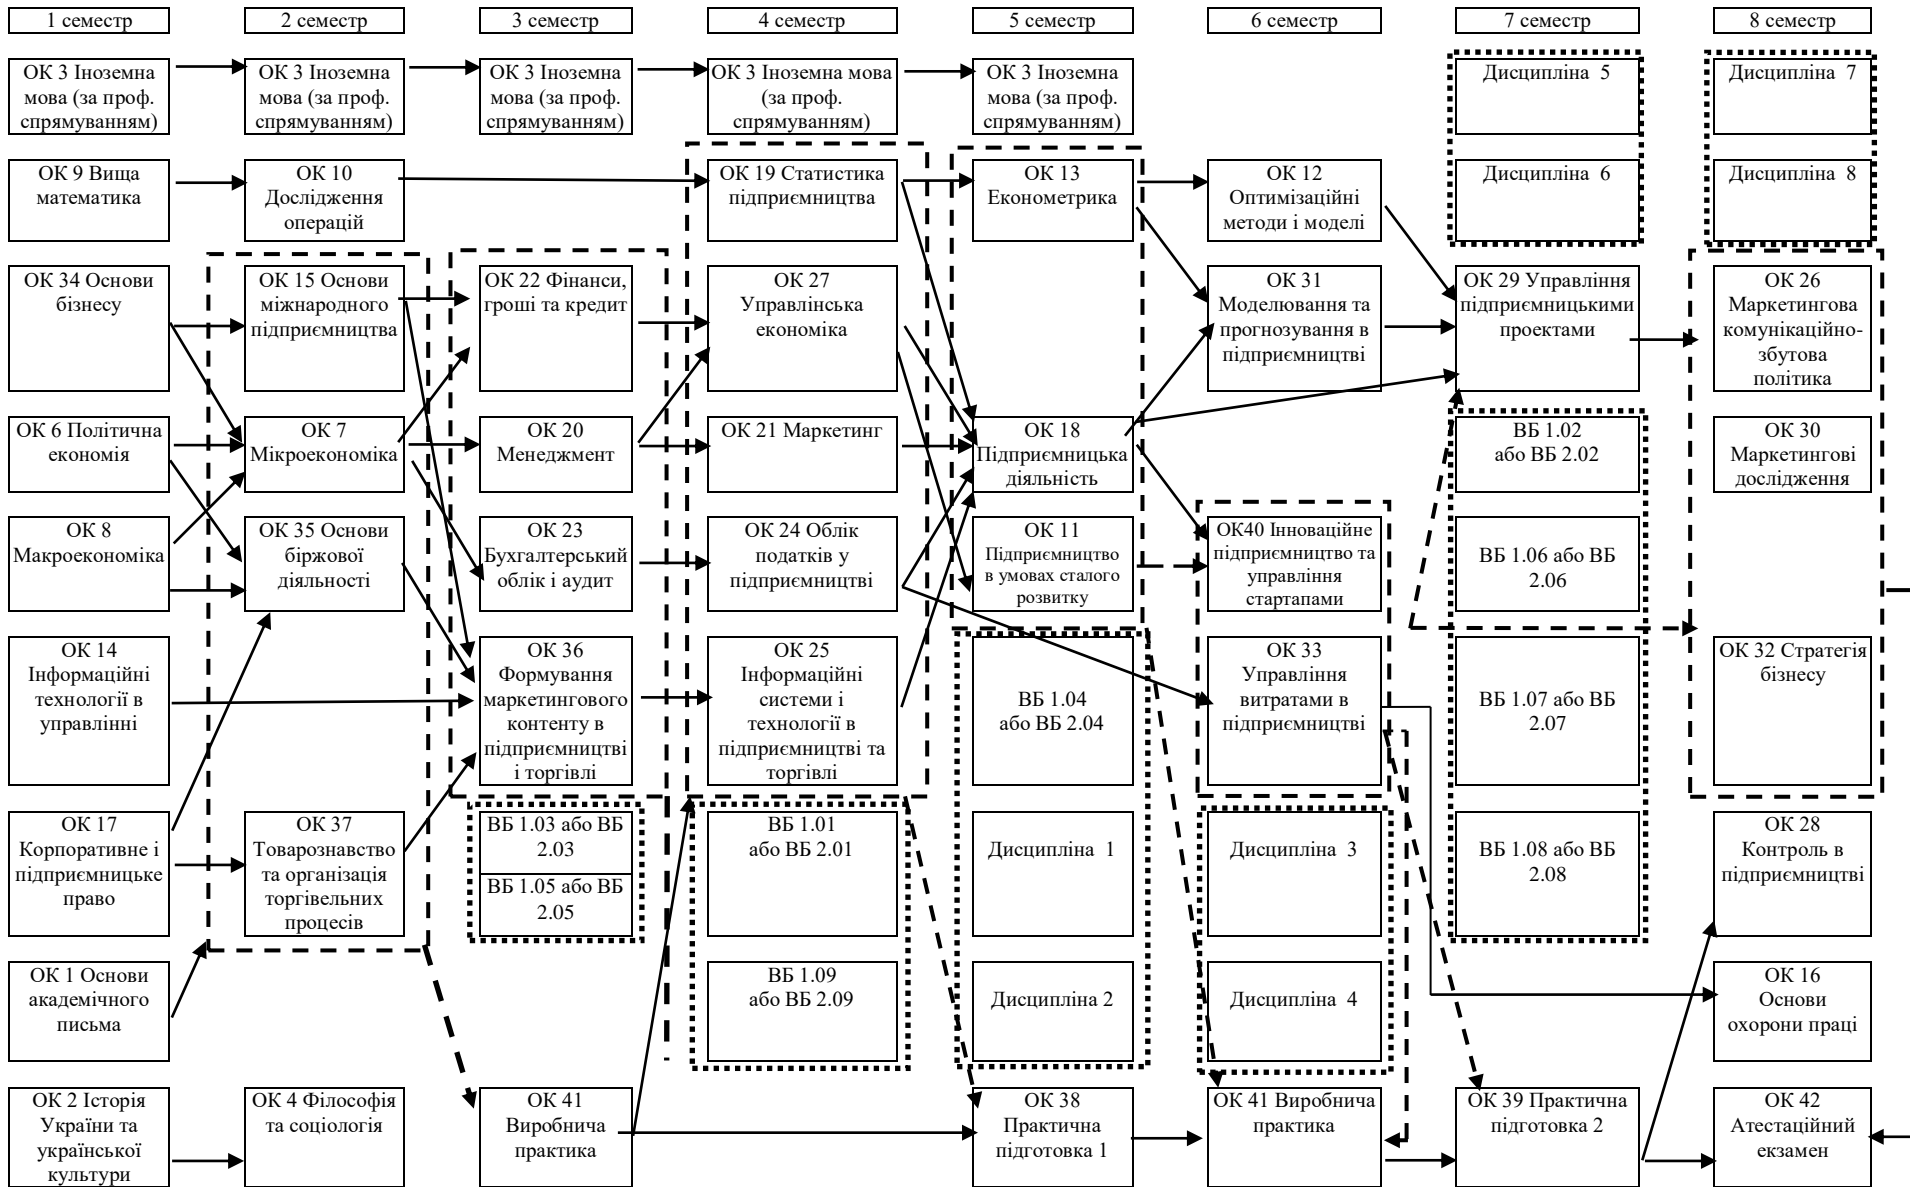 1 семестр
2 семестр
3 семестр
4 семестр
5 семестр
6 семестр
7 семестр
8 семестр
ОК 3 Іноземна
мова (за проф.
спрямуванням)
ОК 3 Іноземна
мова (за проф.
спрямуванням)
ОК 3 Іноземна
мова (за проф.
спрямуванням)
ОК 3 Іноземна мова
(за проф.
спрямуванням)
ОК 3 Іноземна
мова (за проф.
спрямуванням)
Дисципліна 5
Дисципліна 7
ОК 9 Вища
математика
ОК 10
Дослідження
операцій
ОК 19 Статистика
підприємництва
ОК 13
Економетрика
ОК 12
Оптимізаційні
методи і моделі
Дисципліна 6
Дисципліна 8
ОК 34 Основи
бізнесу
ОК 15 Основи
міжнародного
підприємництва
ОК 22 Фінанси,
гроші та кредит
ОК 27
Управлінська
економіка
ОК 31
Моделювання та
прогнозування в
підприємництві
ОК 29 Управління
підприємницькими
проектами
ОК 26
Маркетингова
комунікаційно-
збутова
політика
ОК 6 Політична
економія
ОК 7
Мікроекономіка
ОК 20
Менеджмент
ОК 21 Маркетинг
ОК 18
Підприємницька
діяльність
ВБ 1.02
або ВБ 2.02
ОК 30
Маркетингові
дослідження
ОК 8
Макроекономіка
ОК 35 Основи
біржової
діяльності
ОК 23
Бухгалтерський
облік і аудит
ОК 24 Облік
податків у
підприємництві
ОК 11
Підприємництво
в умовах сталого
розвитку
ОК40 Інноваційне
підприємництво та
управління
стартапами
ВБ 1.06 або ВБ
2.06
ОК 14
Інформаційні
технології в
управлінні
ОК 36
Формування
маркетингового
контенту в
підприємництві
і торгівлі
ОК 25
Інформаційні
системи і
технології в
підприємництві та
торгівлі
ВБ 1.04
або ВБ 2.04
ОК 33
Управління
витратами в
підприємництві
ВБ 1.07 або ВБ
2.07
ОК 32 Стратегія
бізнесу
ОК 17
Корпоративне і
підприємницьке
право
ОК 37
Товарознавство
та організація
торгівельних
процесів
ВБ 1.03 або ВБ
2.03
ВБ 1.05 або ВБ
2.05
ВБ 1.01
або ВБ 2.01
Дисципліна 1
Дисципліна 3
ВБ 1.08 або ВБ
2.08
ОК 28
Контроль в
підприємництві
ОК 1 Основи
академічного
письма
ВБ 1.09
або ВБ 2.09
Дисципліна 2
Дисципліна 4
ОК 16
Основи
охорони праці
ОК 2 Історія
України та
української
культури
ОК 4 Філософія
та соціологія
ОК 41
Виробнича
практика
ОК 38
Практична
підготовка 1
ОК 41 Виробнича
практика
ОК 39 Практична
підготовка 2
ОК 42
Атестаційний
екзамен